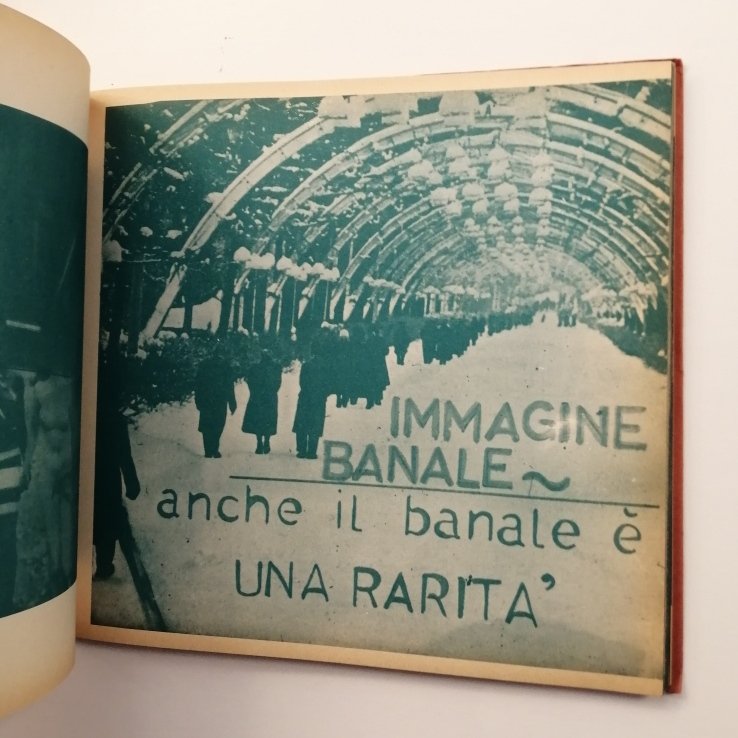 IMMAGINE
BANALE ~
anche il banale è
UNA RARITA'